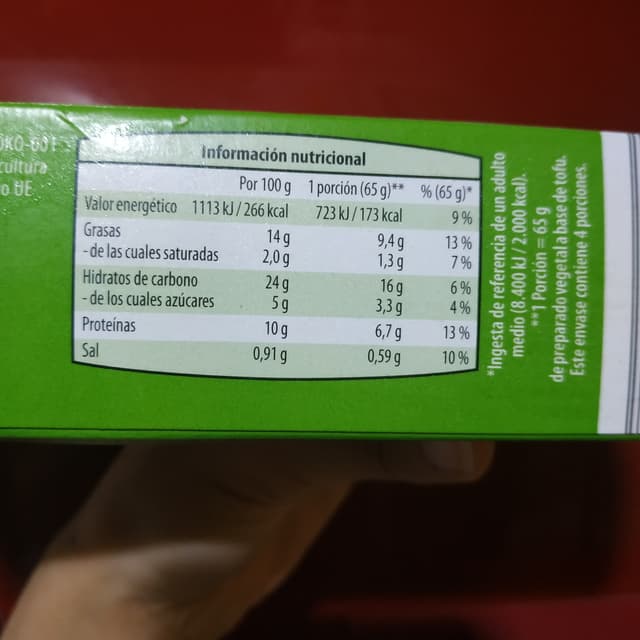 ÖKO-001
cultura
o UE
Información nutricional
Por 100 g 1 porción (65 g)** % (65 g)*
Valor energético 1113 kJ / 266 kcal 723 kJ / 173 kcal 9 %
Grasas 14 g 9,4 g 13 %
- de las cuales saturadas 2,0 g 1,3 g 7 %
Hidratos de carbono 24 g 16 g 6 %
- de los cuales azúcares 5 g 3,3 g 4 %
Proteínas 10 g 6,7 g 13 %
Sal 0,91 g 0,59 g 10 %
*Ingesta de referencia de un adulto
medio (8.400 kJ / 2.000 kcal).
**1 Porción = 65 g
de preparado vegetal a base de tofu.
Este envase contiene 4 porciones.